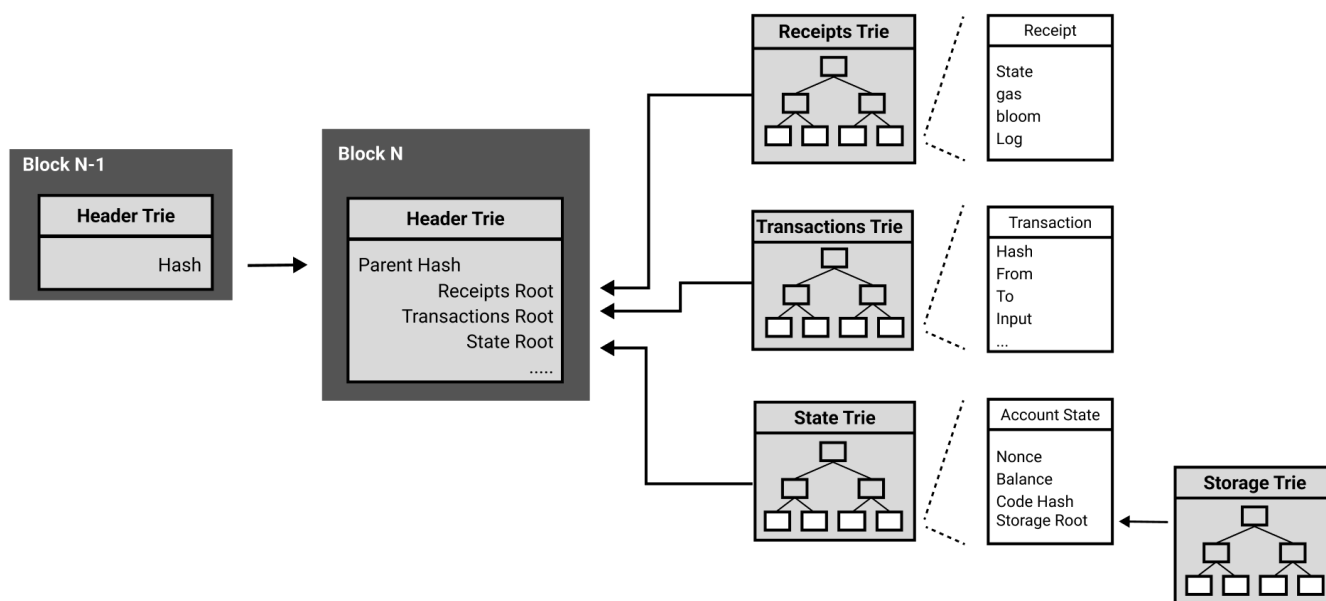 Block N-1
Header Trie
Hash
Block N
Header Trie
Parent Hash
Receipts Root
Transactions Root
State Root
.....
Receipts Trie
Receipt
State
gas
bloom
Log
Transactions Trie
Transaction
Hash
From
To
Input
...
State Trie
Account State
Nonce
Balance
Code Hash
Storage Root
Storage Trie